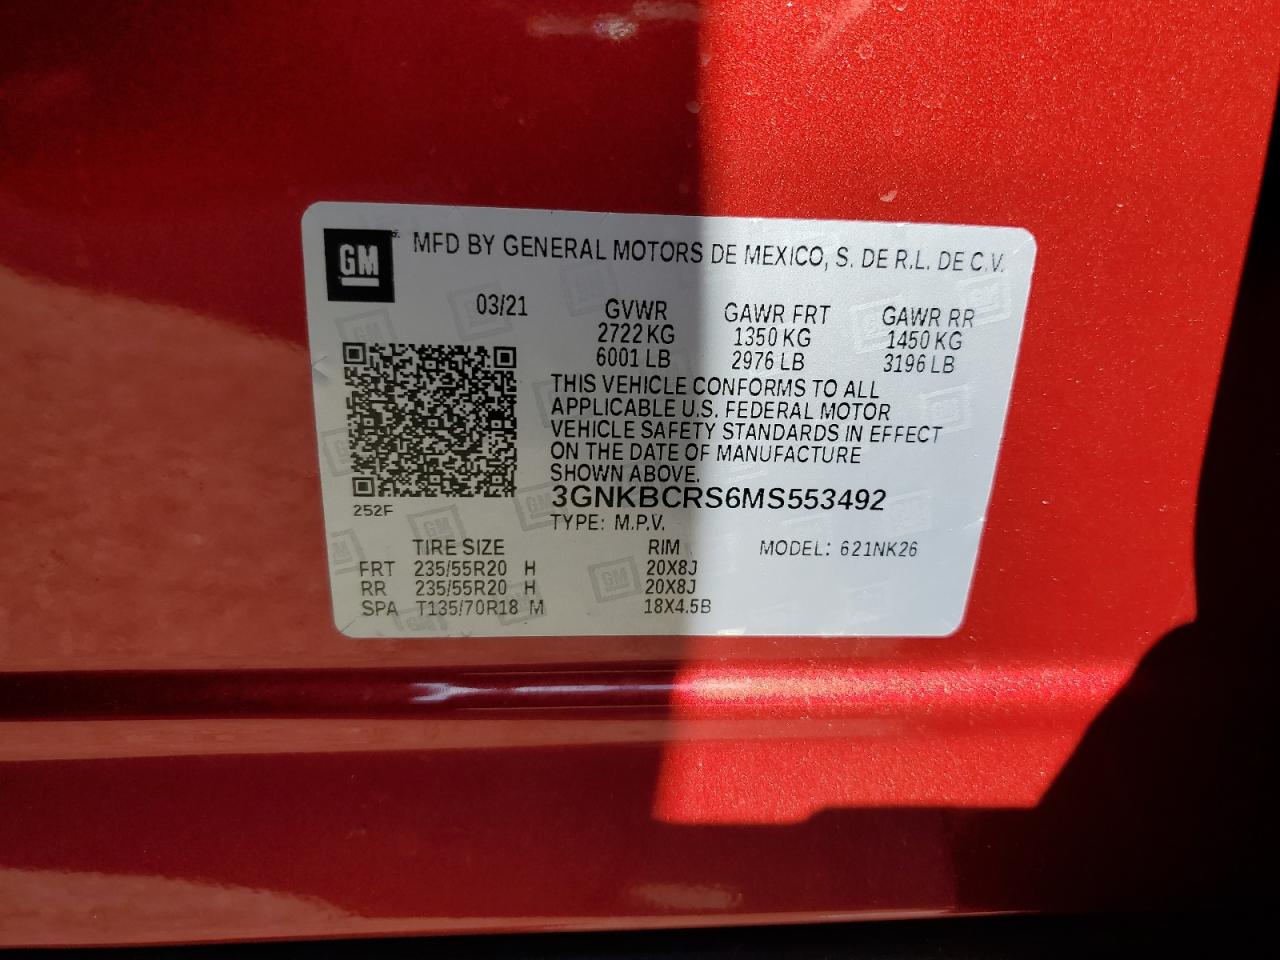 GM
MFD BY GENERAL MOTORS DE MEXICO, S. DE R.L. DE C.V.
03/21 GVWR GAWR FRT GAWR RR
2722 KG 1350 KG 1450 KG
6001 LB 2976 LB 3196 LB
THIS VEHICLE CONFORMS TO ALL
APPLICABLE U.S. FEDERAL MOTOR
VEHICLE SAFETY STANDARDS IN EFFECT
ON THE DATE OF MANUFACTURE
SHOWN ABOVE.
3GNKBCRS6MS553492
252F
TYPE: M.P.V.
TIRE SIZE RIM MODEL: 621NK26
FRT 235/55R20 H 20X8J
RR 235/55R20 H 20X8J
SPA T135/70R18 M 18X4.5B